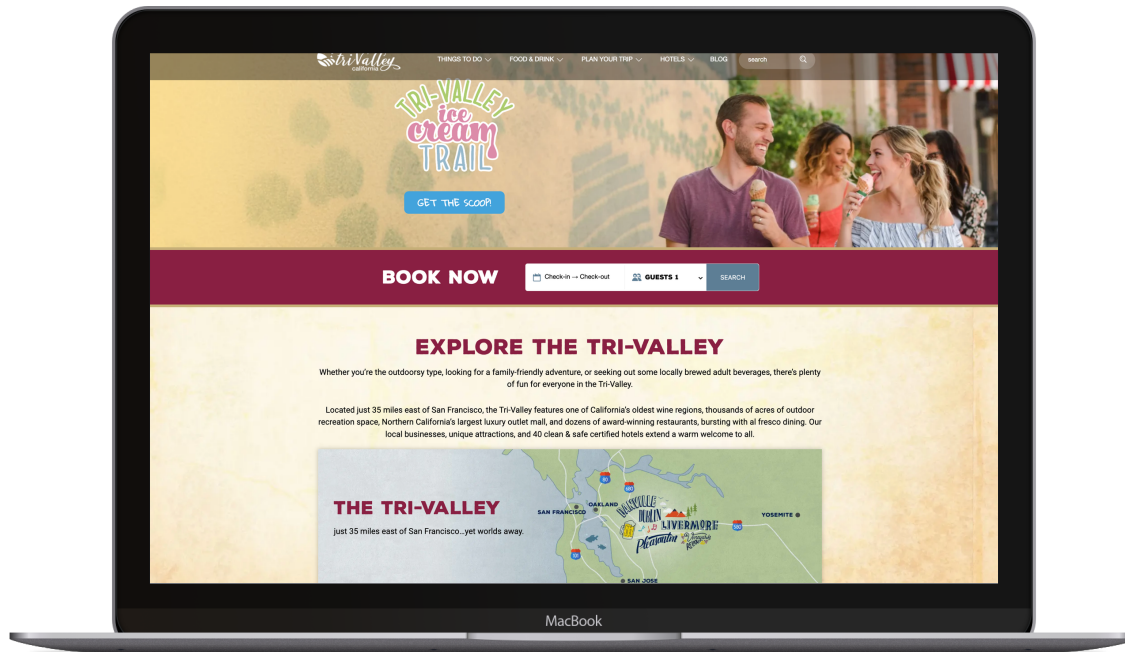 triValley
california
THINGS TO DO
FOOD & DRINK
PLAN YOUR TRIP
HOTELS
BLOG
search
TRI-VALLEY
ice
cream
TRAIL
GET THE SCOOP!
BOOK NOW
Check-in → Check-out
GUESTS 1
SEARCH
EXPLORE THE TRI-VALLEY
Whether you're the outdoorsy type, looking for a family-friendly adventure, or seeking out some locally brewed adult beverages, there's plenty
of fun for everyone in the Tri-Valley.
Located just 35 miles east of San Francisco, the Tri-Valley features one of California's oldest wine regions, thousands of acres of outdoor
recreation space, Northern California's largest luxury outlet mall, and dozens of award-winning restaurants, bursting with al fresco dining. Our
local businesses, unique attractions, and 40 clean & safe certified hotels extend a warm welcome to all.
THE TRI-VALLEY
just 35 miles east of San Francisco...yet worlds away.
80
680
SAN FRANCISCO
OAKLAND
DANVILLE
DUBLIN
LIVERMORE
Pleasanton
YOSEMITE
SAN JOSE
MacBook